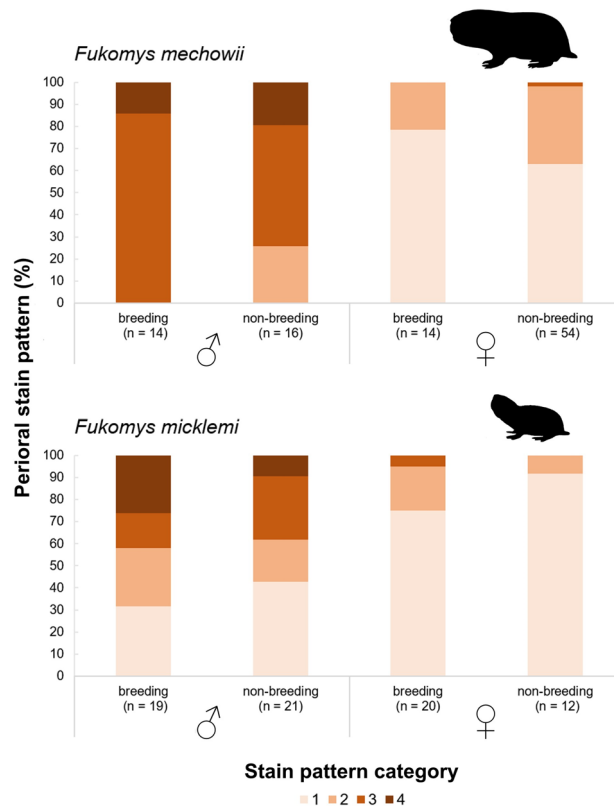 Fukomys mechowii
Perioral stain pattern (%)
100
90
80
70
60
50
40
30
20
10
0
breeding non-breeding breeding non-breeding
(n = 14) (n = 16) (n = 14) (n = 54)
♂ ♀
Fukomys micklemi
100
90
80
70
60
50
40
30
20
10
0
breeding non-breeding breeding non-breeding
(n = 19) (n = 21) (n = 20) (n = 12)
♂ ♀
Stain pattern category
1 2 3 4